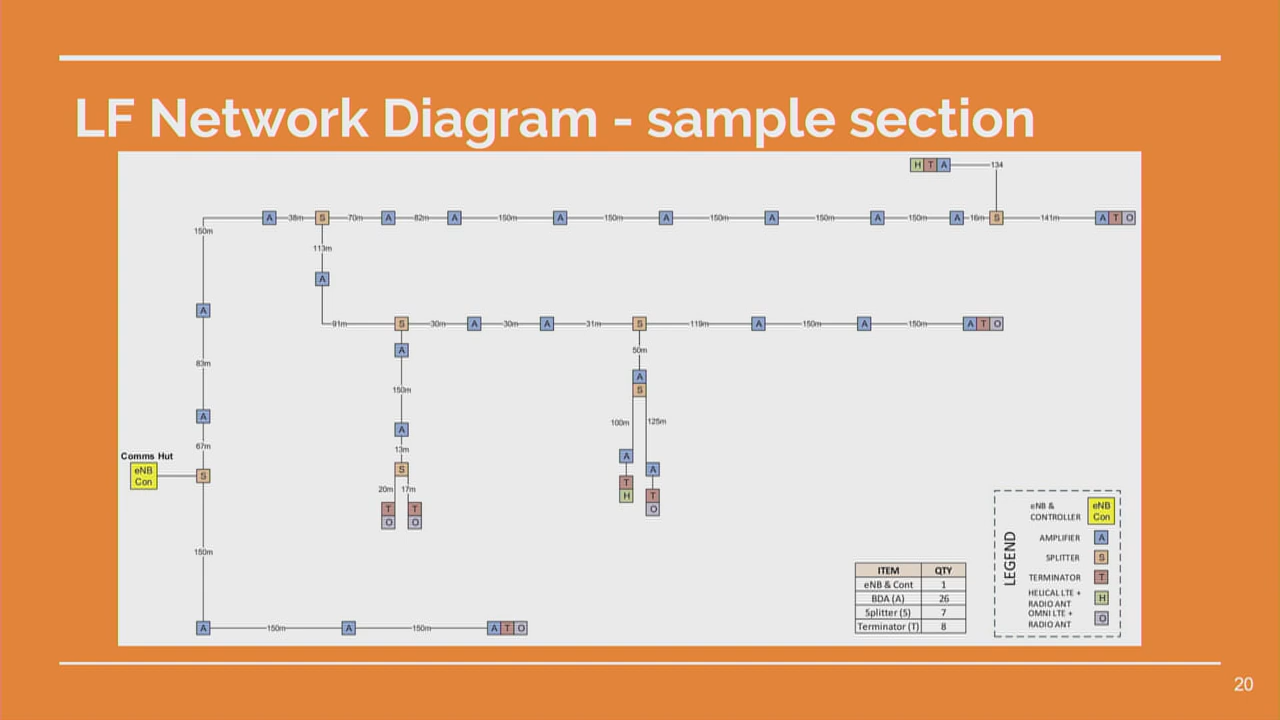 LF Network Diagram - sample section
H T A 134
A 38m S 70m A 82m A 150m A 150m A 150m A 150m A 150m A 16m S 141m A T O
150m
113m
A
A
91m S 30m A 30m A 31m S 119m A 150m A 150m A T O
A
50m
83m
A
150m
S
A
100m 125m
A
67m
13m
Comms Hut
A
eNB
Con
S
S
A
T
H
20m 17m
T
O
T T
O O
150m
A 150m A 150m A T O
ITEM QTY
eNB & Cont 1
BDA (A) 26
Splitter (S) 7
Terminator (T) 8
LEGEND
eNB &
CONTROLLER
eNB
Con
AMPLIFIER A
SPLITTER S
TERMINATOR T
HELICAL LTE +
RADIO ANT
H
OMNI LTE +
RADIO ANT
O
20